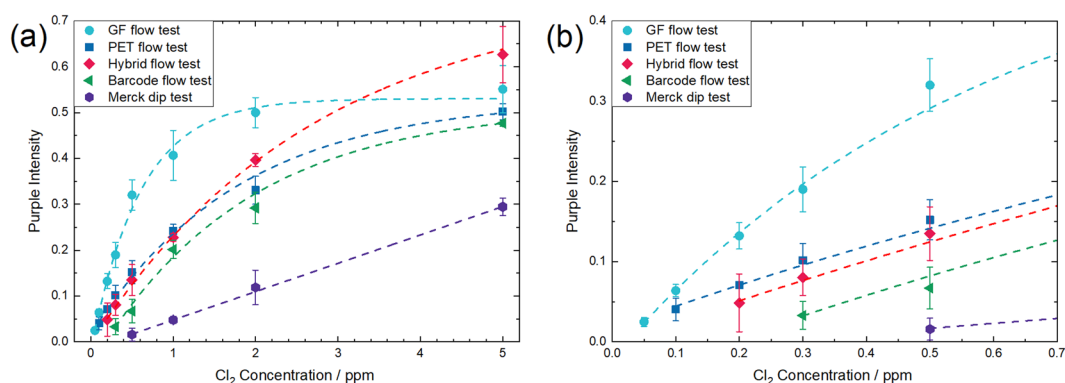 (a)
GF flow test
PET flow test
Hybrid flow test
Barcode flow test
Merck dip test
Purple Intensity
0.7
0.6
0.5
0.4
0.3
0.2
0.1
0.0
0 1 2 3 4 5
Cl₂ Concentration / ppm
(b)
GF flow test
PET flow test
Hybrid flow test
Barcode flow test
Merck dip test
Purple Intensity
0.4
0.3
0.2
0.1
0.0
0.0 0.1 0.2 0.3 0.4 0.5 0.6 0.7
Cl₂ Concentration / ppm